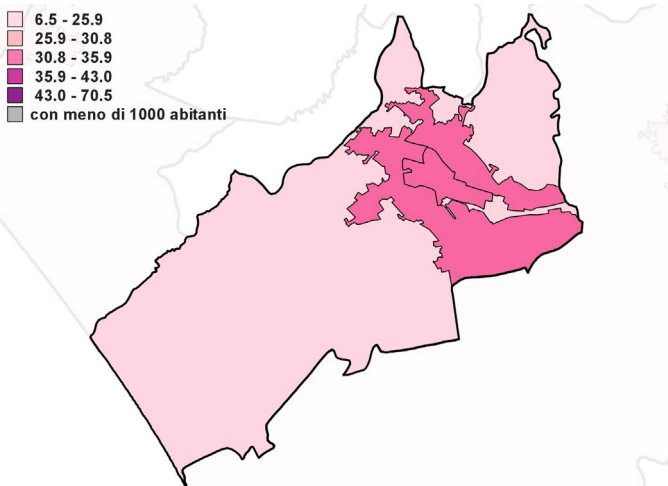 6.5 - 25.9
25.9 - 30.8
30.8 - 35.9
35.9 - 43.0
43.0 - 70.5
con meno di 1000 abitanti